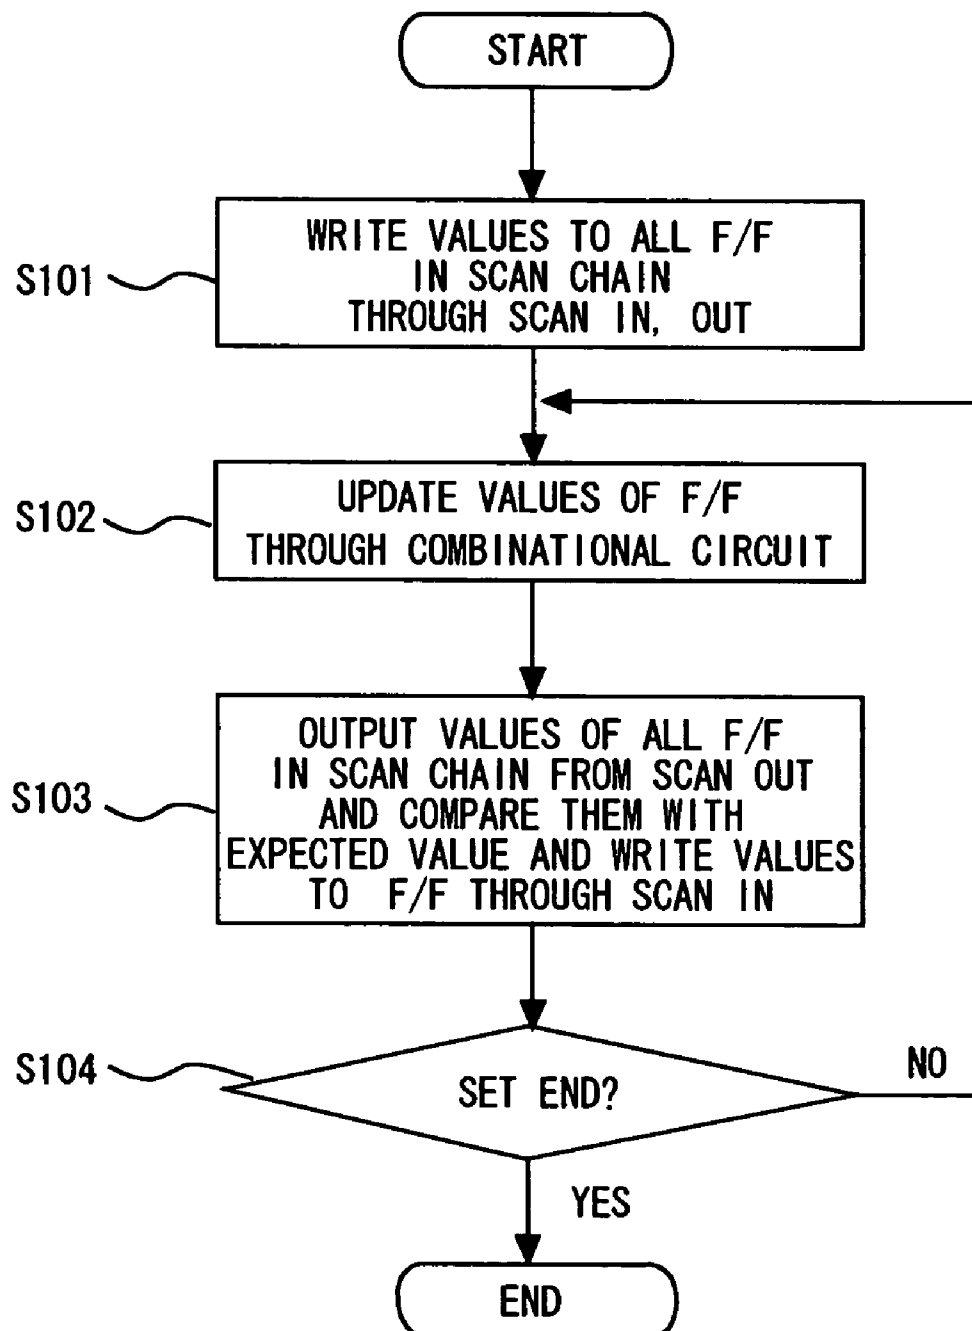 START
S101
WRITE VALUES TO ALL F/F
IN SCAN CHAIN
THROUGH SCAN IN, OUT
S102
UPDATE VALUES OF F/F
THROUGH COMBINATIONAL CIRCUIT
S103
OUTPUT VALUES OF ALL F/F
IN SCAN CHAIN FROM SCAN OUT
AND COMPARE THEM WITH
EXPECTED VALUE AND WRITE VALUES
TO F/F THROUGH SCAN IN
S104
SET END?
NO
YES
END